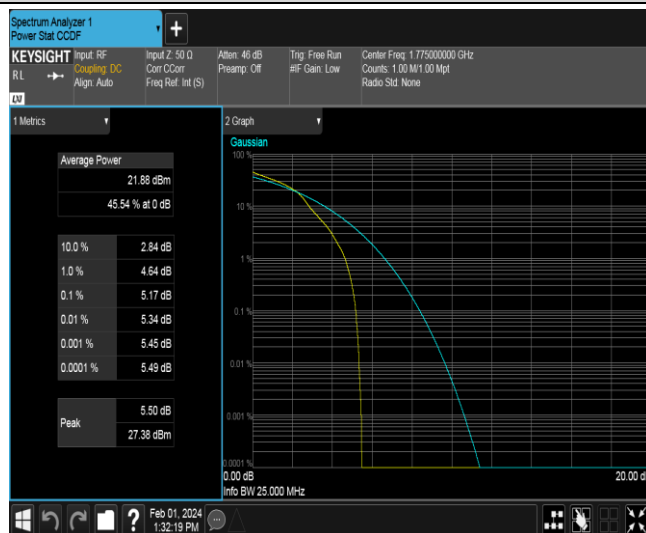 Spectrum Analyzer 1
Power Stat CCDF
+
KEYSIGHT
RL
LXI
Input: RF
Coupling: DC
Align: Auto
Input Z: 50 Ω
Corr CCorr
Freq Ref: Int (S)
Atten: 46 dB
Preamp: Off
Trig: Free Run
#IF Gain: Low
Center Freq: 1.775000000 GHz
Counts: 1.00 M/1.00 Mpt
Radio Std: None
1 Metrics
Average Power
21.88 dBm
45.54 % at 0 dB
10.0 % 2.84 dB
1.0 % 4.64 dB
0.1 % 5.17 dB
0.01 % 5.34 dB
0.001 % 5.45 dB
0.0001 % 5.49 dB
Peak
5.50 dB
27.38 dBm
2 Graph
Gaussian
100 %
10 %
1 %
0.1 %
0.01 %
0.001 %
0.0001 %
0.00 dB
20.00 d
Info BW 25.000 MHz
?
Feb 01, 2024
1:32:19 PM